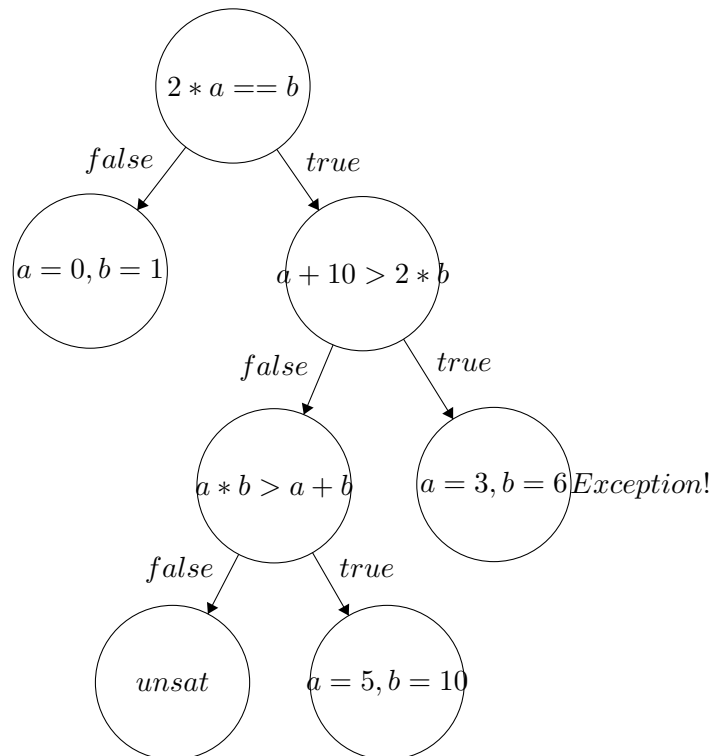 2 ∗ a == b
false
true
a = 0, b = 1
a + 10 > 2 ∗ b
false
true
a ∗ b > a + b
a = 3, b = 6 Exception!
false
true
unsat
a = 5, b = 10